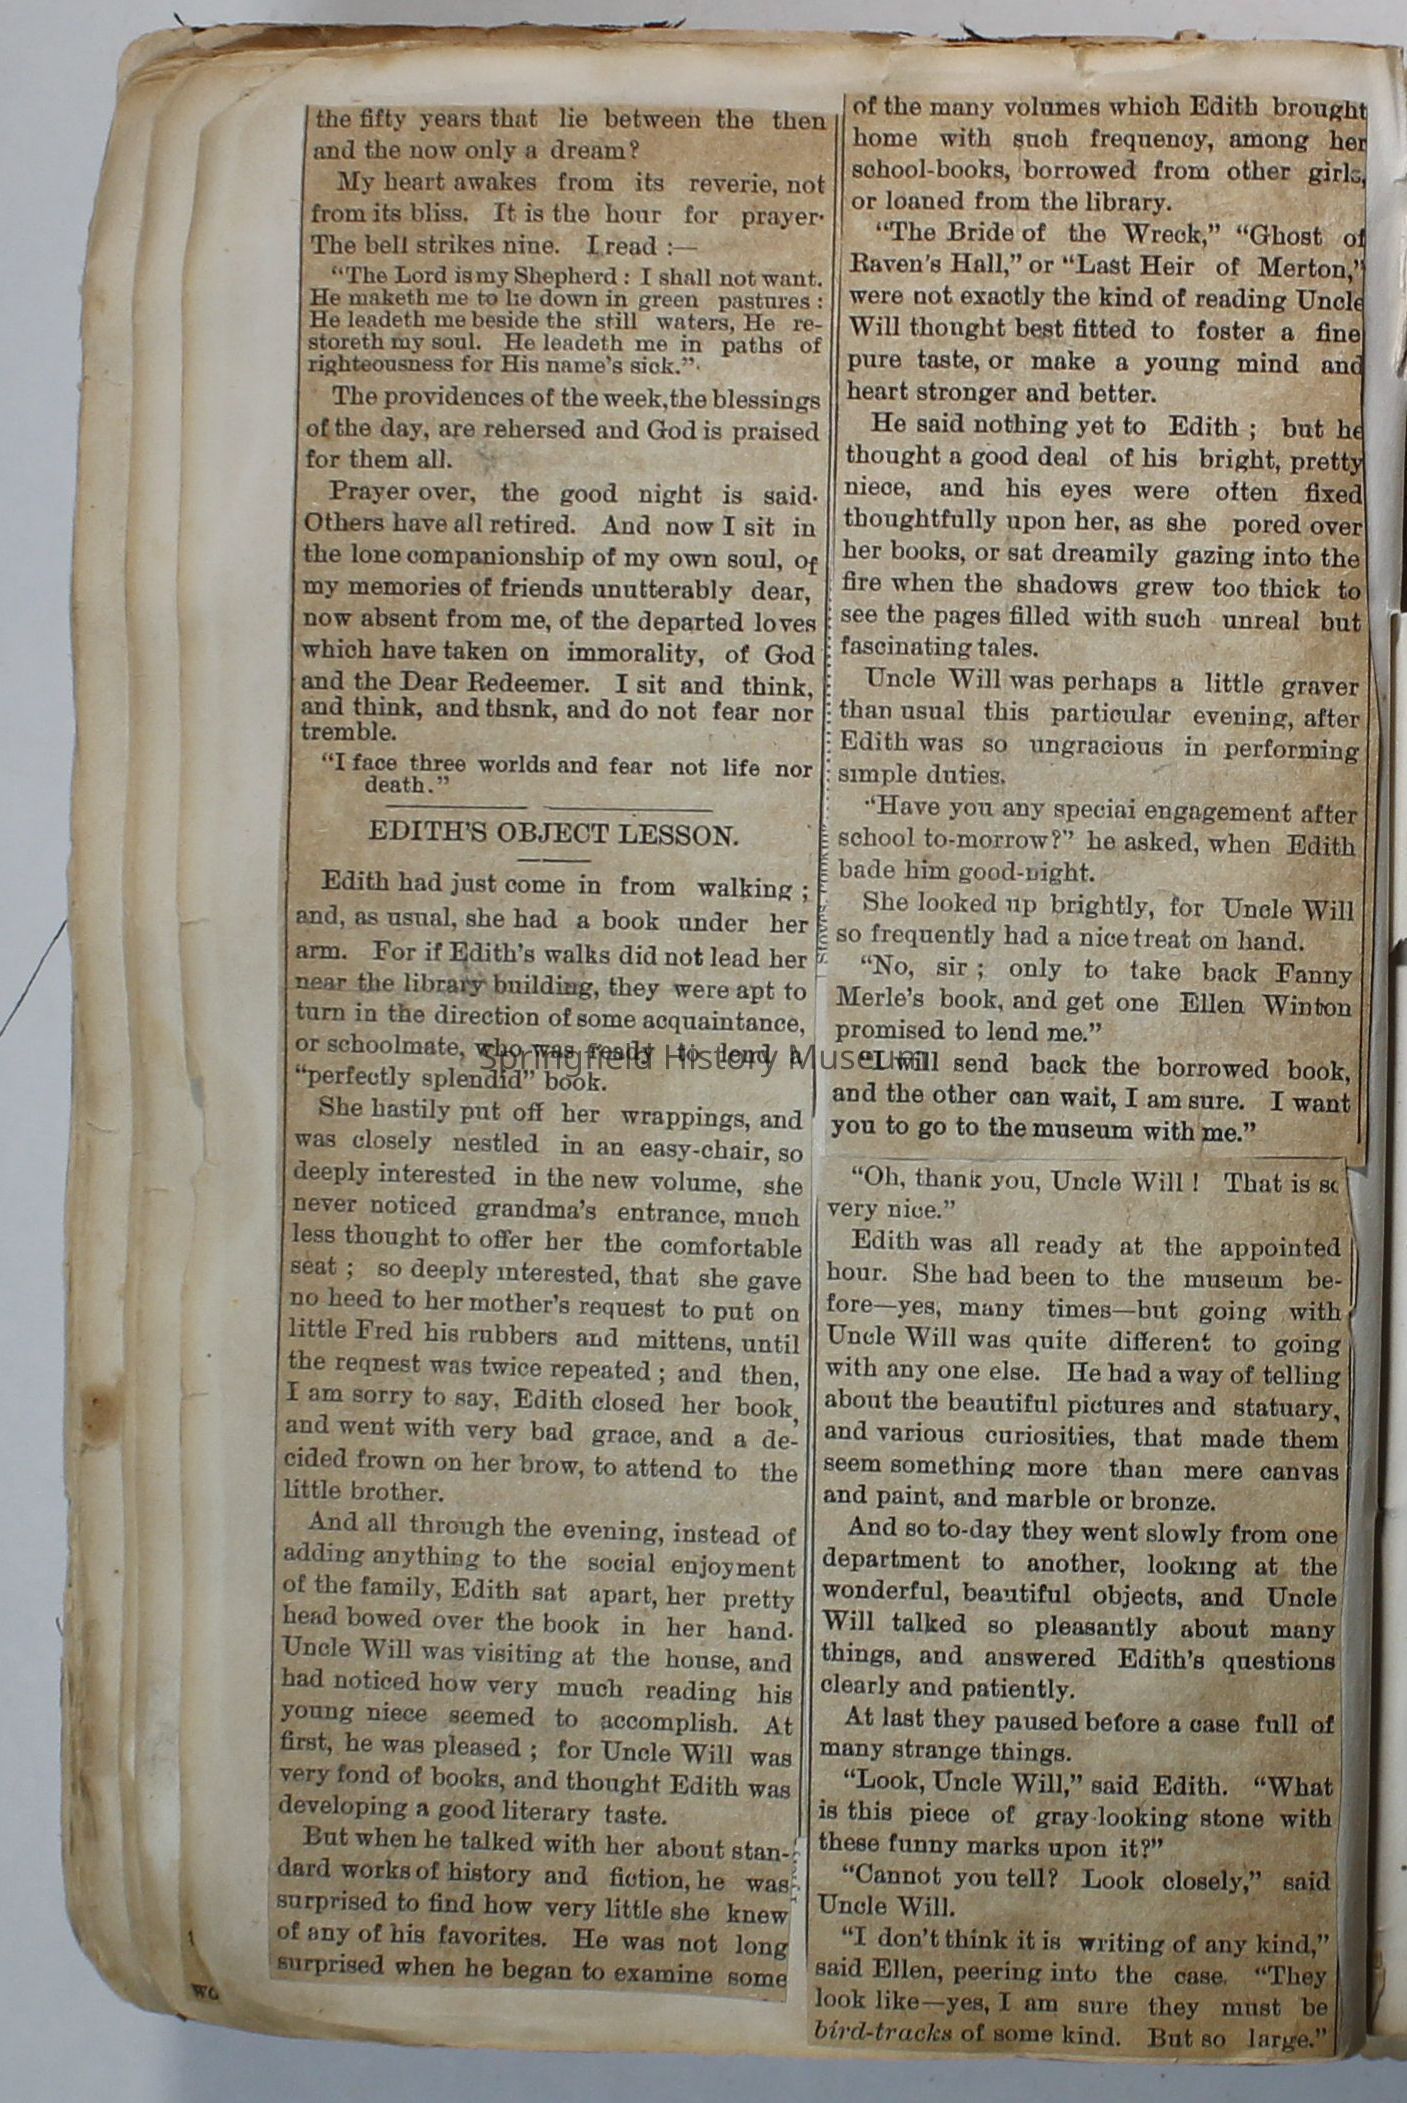 the fifty years that lie between the then
and the now only a dream?
My heart awakes from its reverie, not
from its bliss. It is the hour for prayer.
The bell strikes nine. I read :—
"The Lord is my Shepherd : I shall not want.
He maketh me to lie down in green pastures :
He leadeth me beside the still waters, He re-
storeth my soul. He leadeth me in paths of
righteousness for His name's sick."
The providences of the week, the blessings
of the day, are rehersed and God is praised
for them all.
Prayer over, the good night is said.
Others have all retired. And now I sit in
the lone companionship of my own soul, of
my memories of friends unutterably dear,
now absent from me, of the departed loves
which have taken on immorality, of God
and the Dear Redeemer. I sit and think,
and think, and thsnk, and do not fear nor
tremble.
"I face three worlds and fear not life nor
death."
EDITH'S OBJECT LESSON.
Edith had just come in from walking ;
and, as usual, she had a book under her
arm. For if Edith's walks did not lead her
near the library building, they were apt to
turn in the direction of some acquaintance,
or schoolmate, who was ready to lend a
"perfectly splendid" book.
She hastily put off her wrappings, and
was closely nestled in an easy-chair, so
deeply interested in the new volume, she
never noticed grandma's entrance, much
less thought to offer her the comfortable
seat ; so deeply interested, that she gave
no heed to her mother's request to put on
little Fred his rubbers and mittens, until
the reqnest was twice repeated ; and then,
I am sorry to say, Edith closed her book,
and went with very bad grace, and a de-
cided frown on her brow, to attend to the
little brother.
And all through the evening, instead of
adding anything to the social enjoyment
of the family, Edith sat apart, her pretty
head bowed over the book in her hand.
Uncle Will was visiting at the house, and
had noticed how very much reading his
young niece seemed to accomplish. At
first, he was pleased ; for Uncle Will was
very fond of books, and thought Edith was
developing a good literary taste.
But when he talked with her about stan-
dard works of history and fiction, he was
surprised to find how very little she knew
of any of his favorites. He was not long
surprised when he began to examine some
of the many volumes which Edith brought
home with such frequency, among her
school-books, borrowed from other girls,
or loaned from the library.
"The Bride of the Wreck," "Ghost of
Raven's Hall," or "Last Heir of Merton,"
were not exactly the kind of reading Uncle
Will thought best fitted to foster a fine
pure taste, or make a young mind and
heart stronger and better.
He said nothing yet to Edith ; but he
thought a good deal of his bright, pretty
niece, and his eyes were often fixed
thoughtfully upon her, as she pored over
her books, or sat dreamily gazing into the
fire when the shadows grew too thick to
see the pages filled with such unreal but
fascinating tales.
Uncle Will was perhaps a little graver
than usual this particular evening, after
Edith was so ungracious in performing
simple duties.
"Have you any speciai engagement after
school to-morrow?" he asked, when Edith
bade him good-night.
She looked up brightly, for Uncle Will
so frequently had a nice treat on hand.
"No, sir ; only to take back Fanny
Merle's book, and get one Ellen Winton
promised to lend me."
"I will send back the borrowed book,
and the other can wait, I am sure. I want
you to go to the museum with me."
"Oh, thank you, Uncle Will ! That is so
very nice."
Edith was all ready at the appointed
hour. She had been to the museum be-
fore—yes, many times—but going with
Uncle Will was quite different to going
with any one else. He had a way of telling
about the beautiful pictures and statuary,
and various curiosities, that made them
seem something more than mere canvas
and paint, and marble or bronze.
And so to-day they went slowly from one
department to another, looking at the
wonderful, beautiful objects, and Uncle
Will talked so pleasantly about many
things, and answered Edith's questions
clearly and patiently.
At last they paused before a case full of
many strange things.
"Look, Uncle Will," said Edith. "What
is this piece of gray-looking stone with
these funny marks upon it?"
"Cannot you tell? Look closely," said
Uncle Will.
"I don't think it is writing of any kind,"
said Ellen, peering into the case. "They
look like—yes, I am sure they must be
bird-tracks of some kind. But so large."
Springfield History Museum
wo